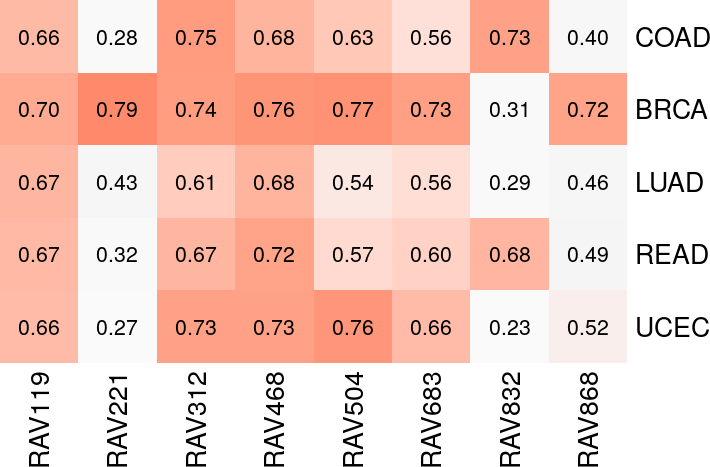 0.66 0.28 0.75 0.68 0.63 0.56 0.73 0.40 COAD
0.70 0.79 0.74 0.76 0.77 0.73 0.31 0.72 BRCA
0.67 0.43 0.61 0.68 0.54 0.56 0.29 0.46 LUAD
0.67 0.32 0.67 0.72 0.57 0.60 0.68 0.49 READ
0.66 0.27 0.73 0.73 0.76 0.66 0.23 0.52 UCEC
RAV119 RAV221 RAV312 RAV468 RAV504 RAV683 RAV832 RAV868